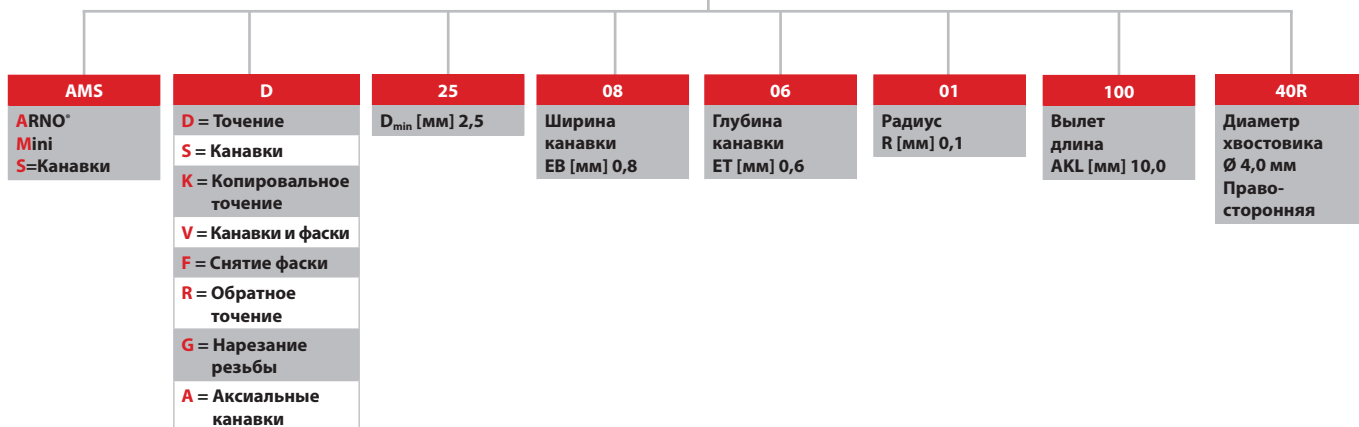 AMS
ARNO®
Mini
S=Канавки
D
D = Точение
S = Канавки
K = Копировальное
точение
V = Канавки и фаски
F = Снятие фаски
R = Обратное
точение
G = Нарезание
резьбы
A = Аксиальные
канавки
25
Dmin [мм] 2,5
08
Ширина
канавки
EB [мм] 0,8
06
Глубина
канавки
ET [мм] 0,6
01
Радиус
R [мм] 0,1
100
Вылет
длина
AKL [мм] 10,0
40R
Диаметр
хвостовика
Ø 4,0 мм
Право-
сторонняя